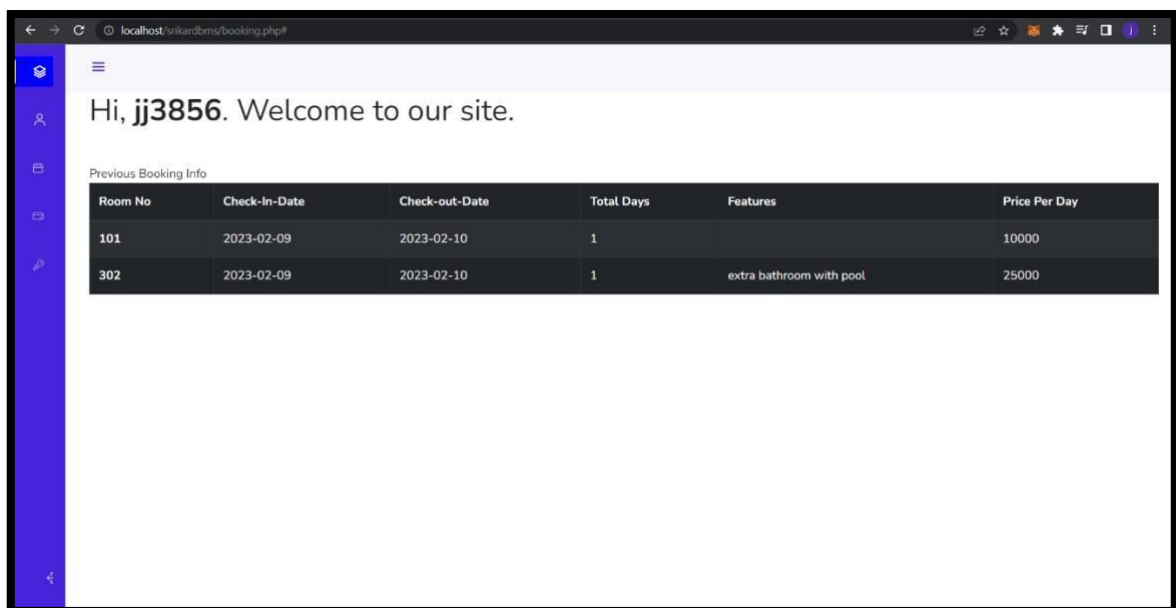 localhost/srikardbms/booking.php#
j
Hi, jj3856. Welcome to our site.
Previous Booking Info
Room No Check-In-Date Check-out-Date Total Days Features Price Per Day
101 2023-02-09 2023-02-10 1 10000
302 2023-02-09 2023-02-10 1 extra bathroom with pool 25000